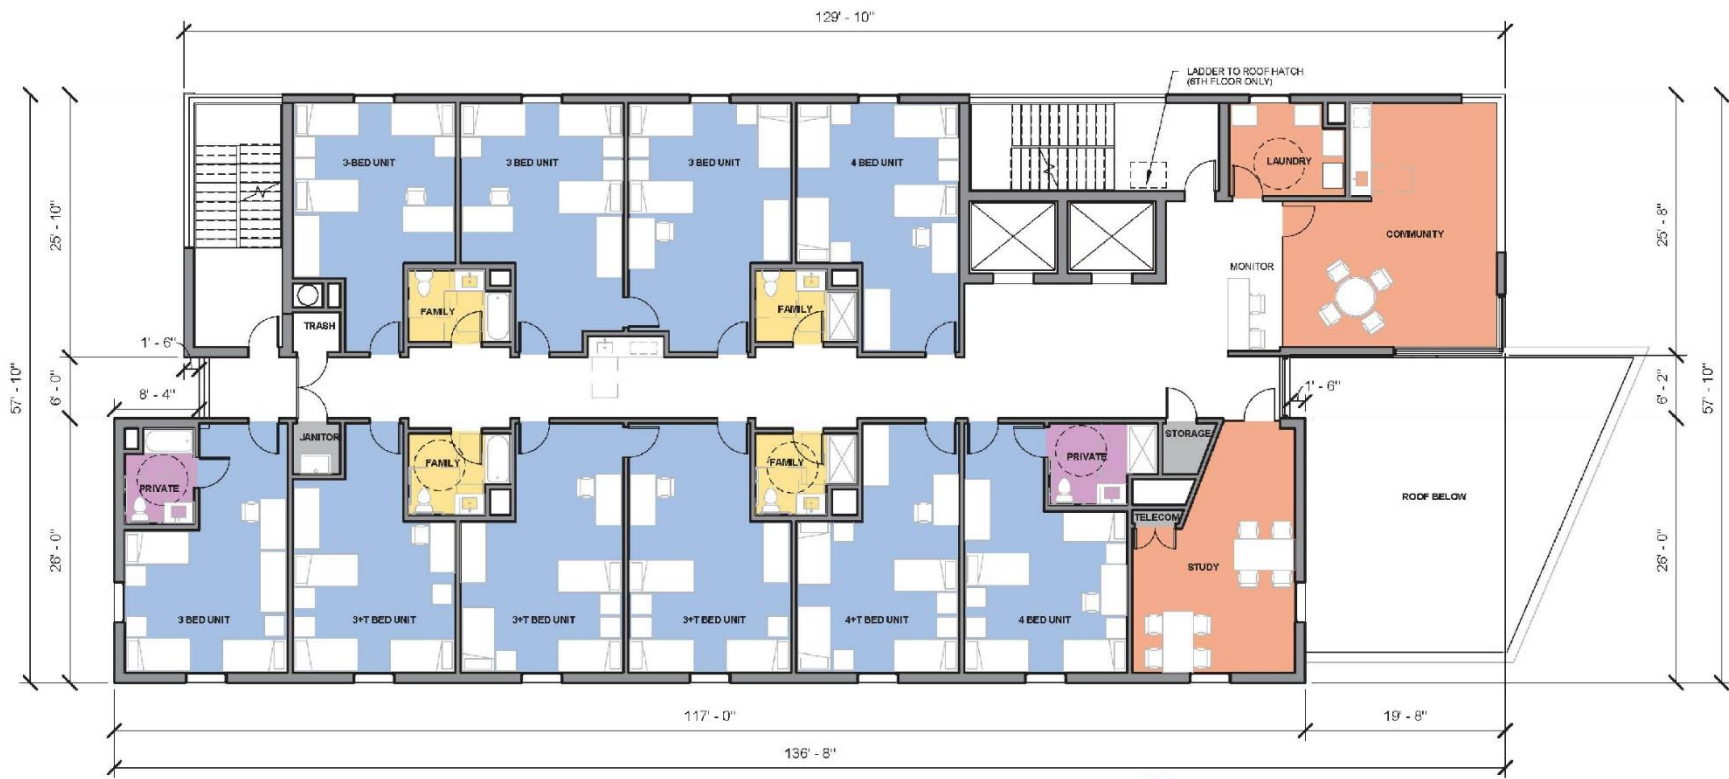 129' - 10"
LADDER TO ROOF HATCH
(6TH FLOOR ONLY)
3-BED UNIT
3 BED UNIT
3 BED UNIT
4 BED UNIT
LAUNDRY
COMMUNITY
MONITOR
25' - 10"
25' - 8"
FAMILY
FAMILY
TRASH
1' - 6"
8' - 4"
6' - 0"
57' - 10"
1' - 6"
6' - 2"
57' - 10"
JANITOR
FAMILY
FAMILY
PRIVATE
STORAGE
PRIVATE
ROOF BELOW
TELECOM
STUDY
26' - 0"
26' - 0"
3 BED UNIT
3+T BED UNIT
3+T BED UNIT
3+T BED UNIT
4+T BED UNIT
4 BED UNIT
117' - 0"
19' - 8"
136' - 8"